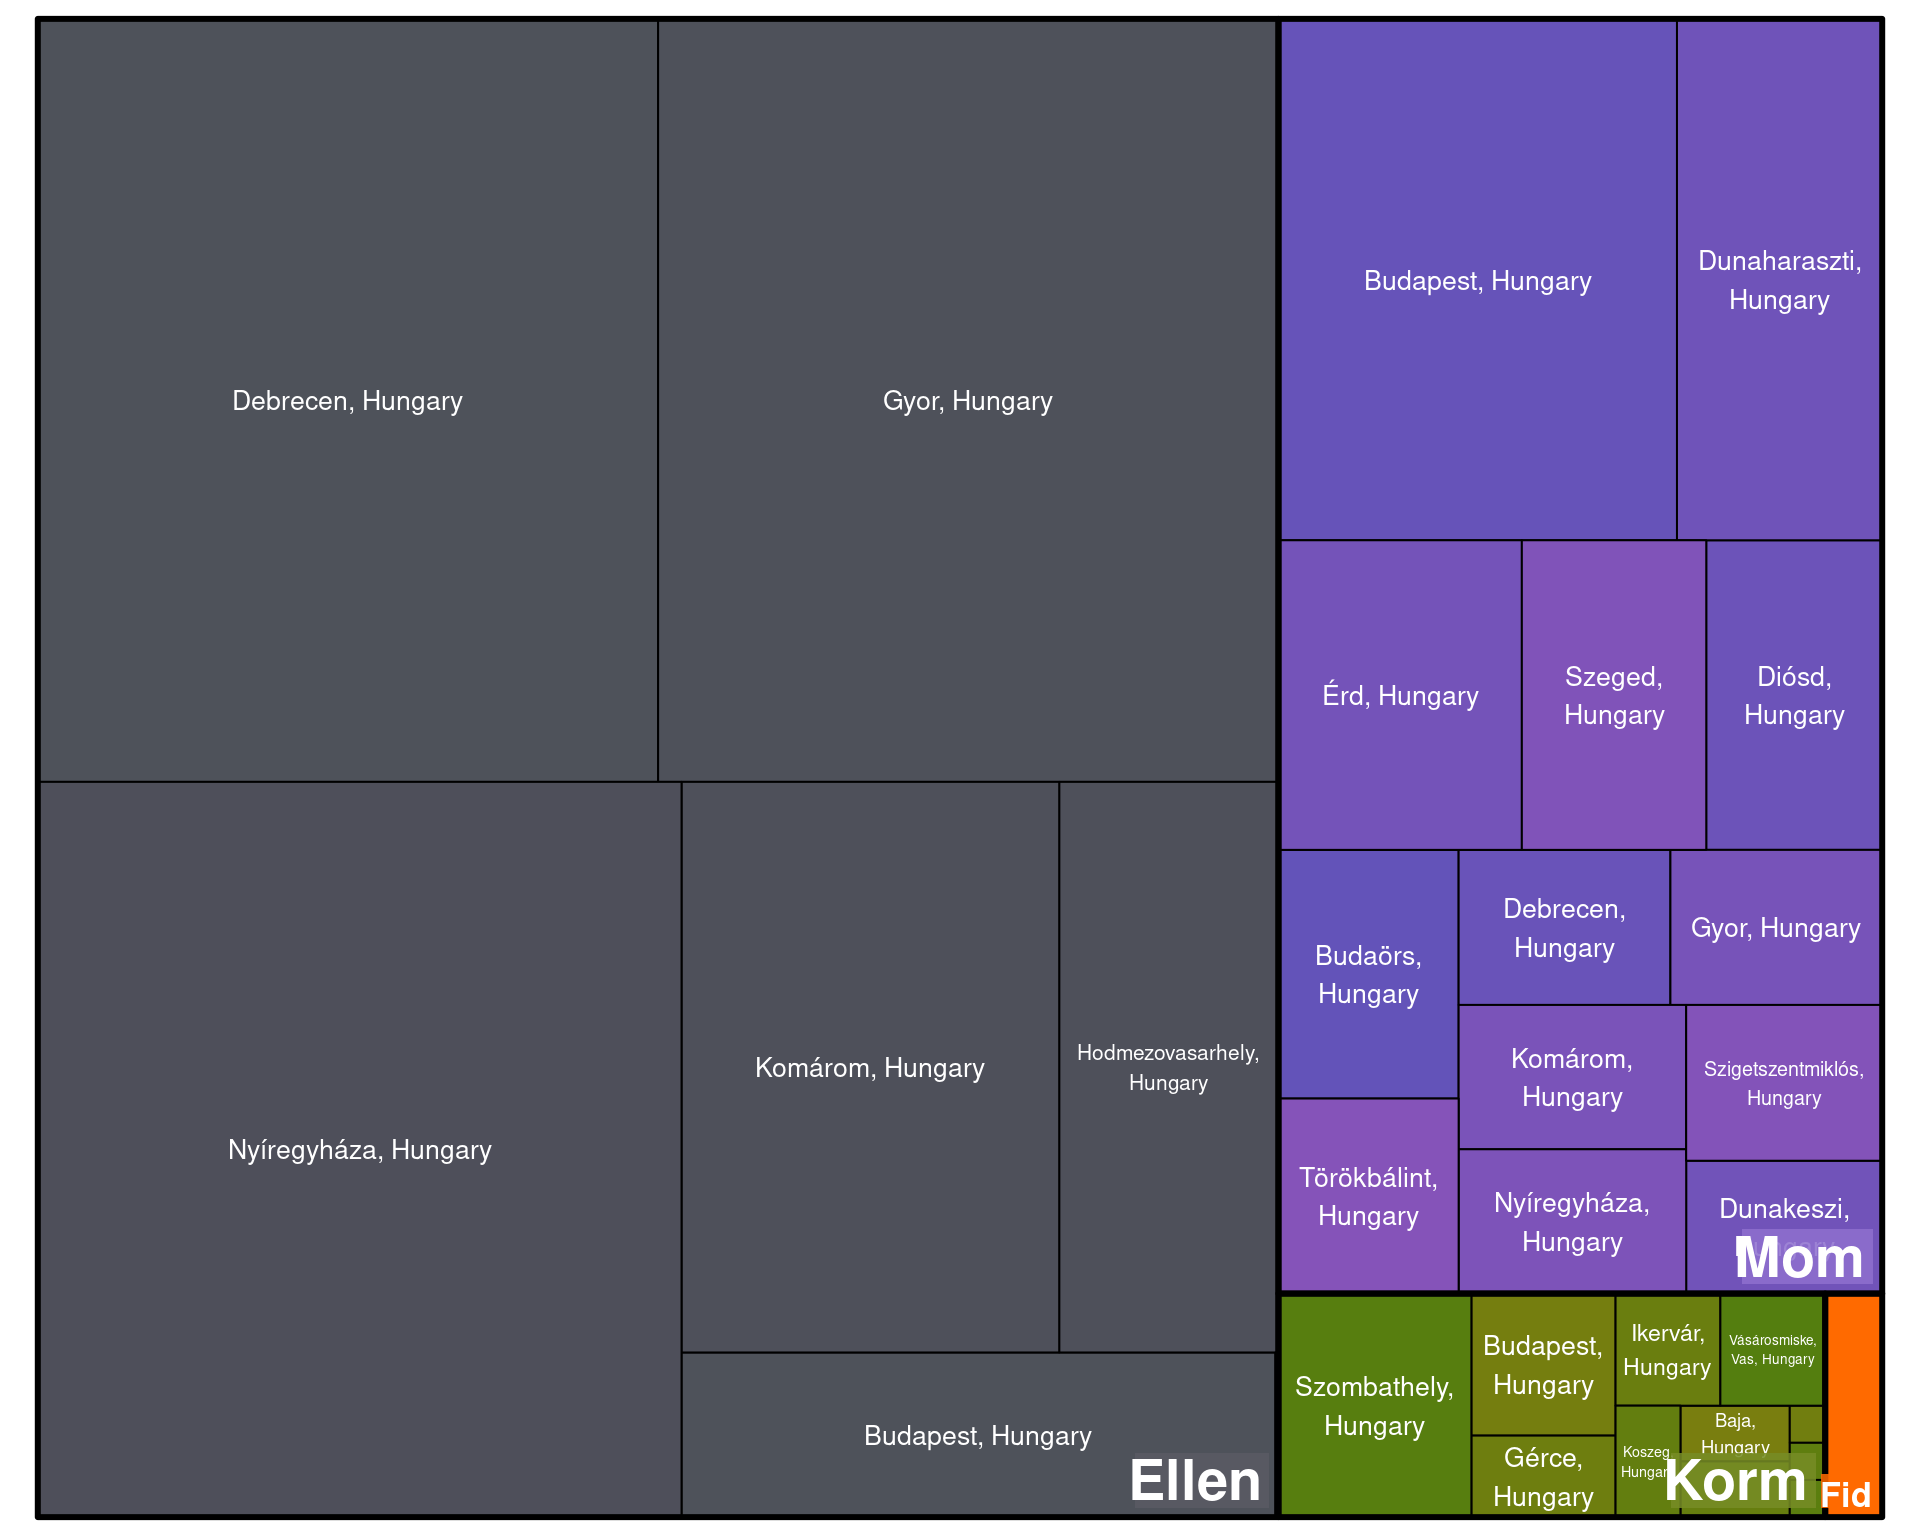 Debrecen, Hungary
Gyor, Hungary
Nyíregyháza, Hungary
Komárom, Hungary
Hodmezovasarhely,
Hungary
Budapest, Hungary
Ellen
Budapest, Hungary
Dunaharaszti,
Hungary
Érd, Hungary
Szeged,
Hungary
Diósd,
Hungary
Budaörs,
Hungary
Debrecen,
Hungary
Gyor, Hungary
Komárom,
Hungary
Szigetszentmiklós,
Hungary
Törökbálint,
Hungary
Nyíregyháza,
Hungary
Dunakeszi,
Mom
Szombathely,
Hungary
Budapest,
Hungary
Gérce,
Hungary
Ikervár,
Hungary
Vásárosmiske,
Vas, Hungary
Koszeg
Baja,
Hungary
Korm
Fid